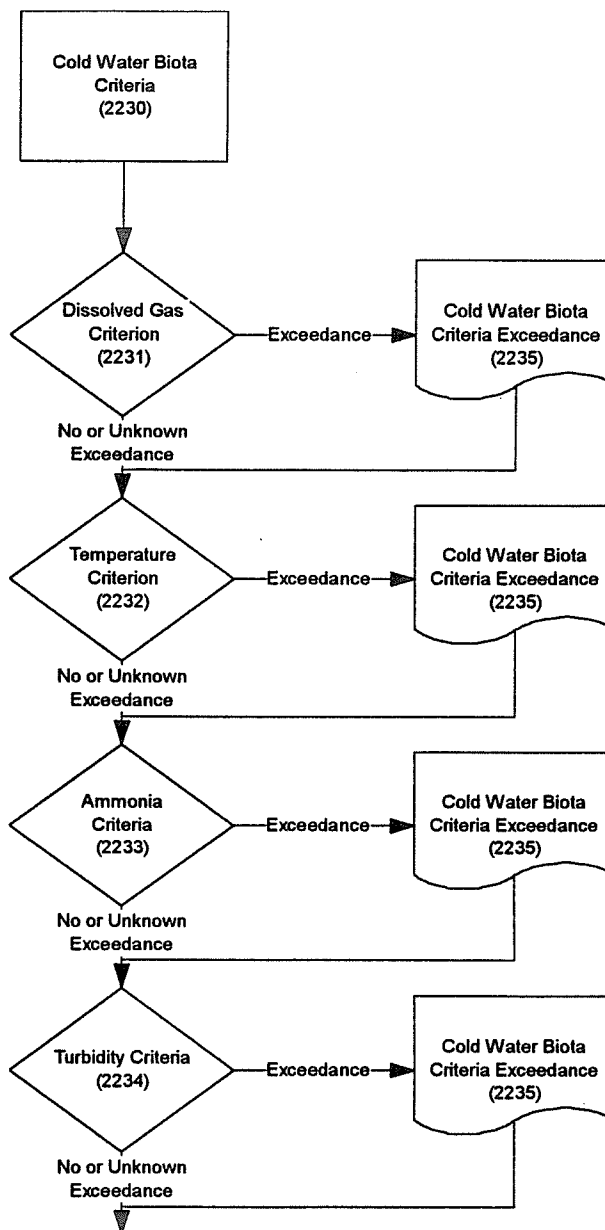 Cold Water Biota
Criteria
(2230)
Dissolved Gas
Criterion
(2231)
Exceedance
Cold Water Biota
Criteria Exceedance
(2235)
No or Unknown
Exceedance
Temperature
Criterion
(2232)
Exceedance
Cold Water Biota
Criteria Exceedance
(2235)
No or Unknown
Exceedance
Ammonia
Criteria
(2233)
Exceedance
Cold Water Biota
Criteria Exceedance
(2235)
No or Unknown
Exceedance
Turbidity Criteria
(2234)
Exceedance
Cold Water Biota
Criteria Exceedance
(2235)
No or Unknown
Exceedance